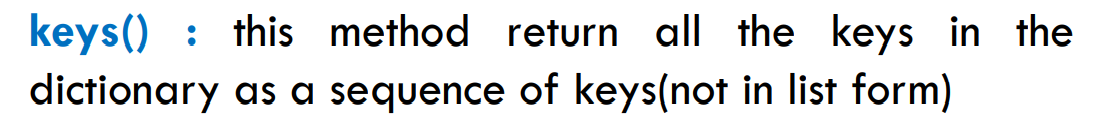 keys() : this method return all the keys in the
dictionary as a sequence of keys(not in list form)